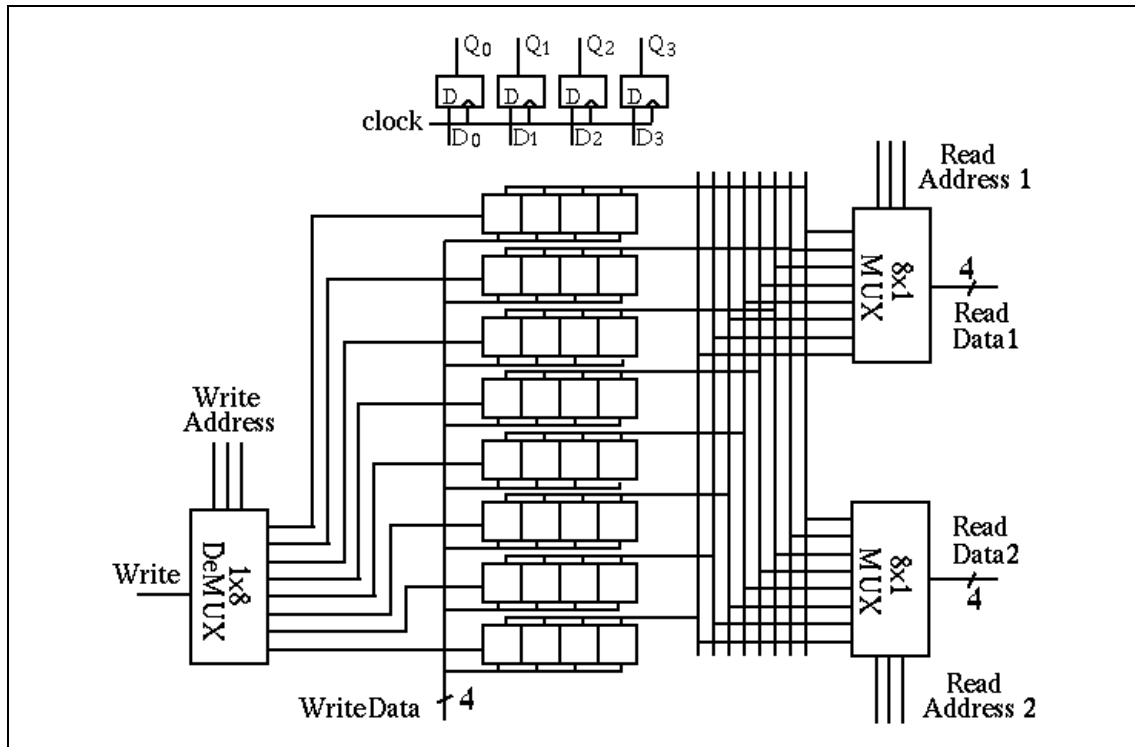 Q0 Q1 Q2 Q3
D D D D
clock
D0 D1 D2 D3
Read
Address 1
8x1
MUX
4
Read
Data1
Write
Address
Write
1x8
DeMUX
WriteData
4
8x1
MUX
Read
Data2
4
Read
Address 2